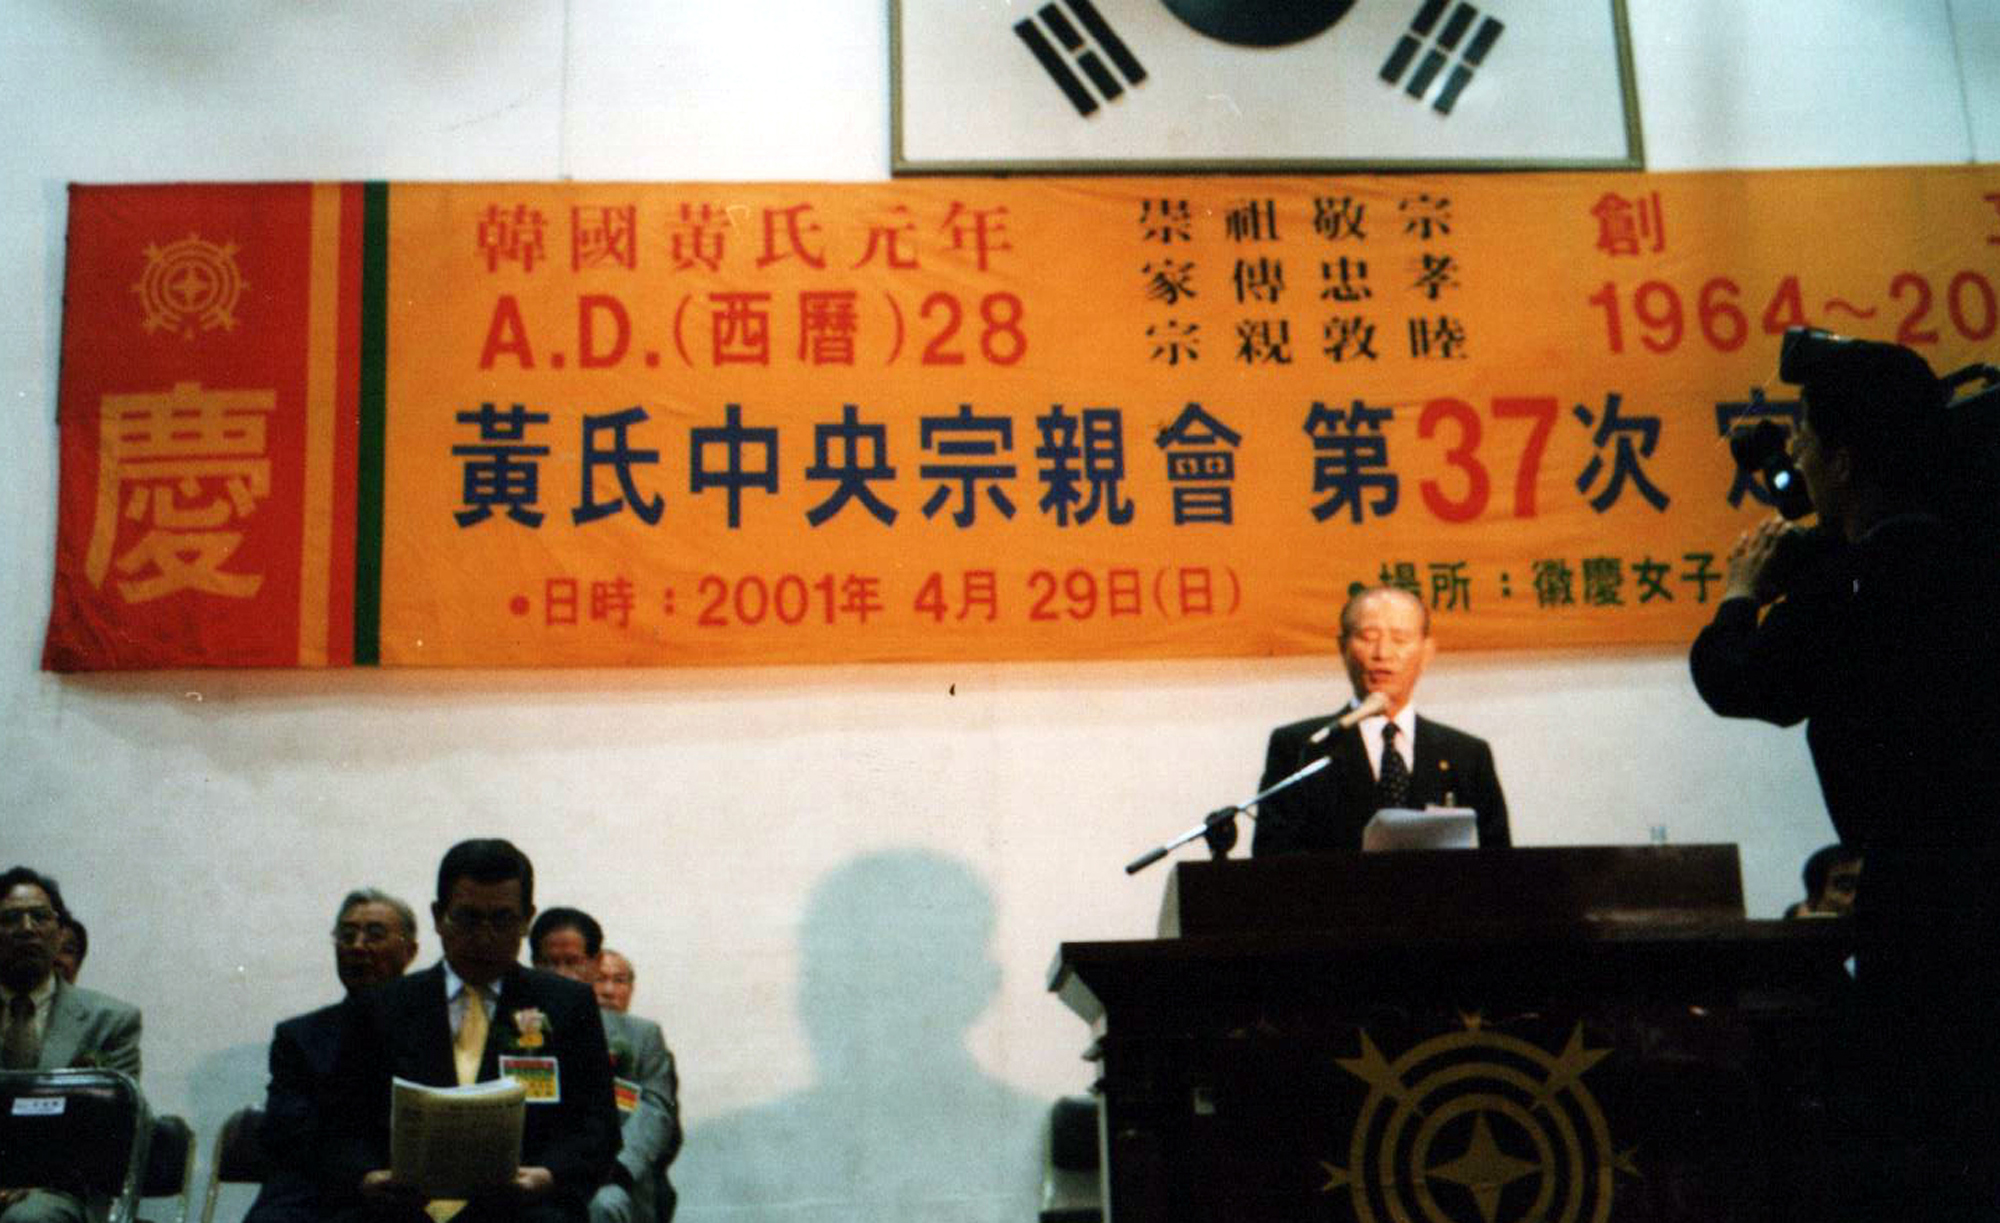 慶
韓國黃氏元年
A.D.(西曆)28
崇祖敬宗
家傳忠孝
宗親敦睦
創
1964~20
黃氏中央宗親會 第37次 定
•日時：2001年 4月 29日(日)
•場所：徽慶女子